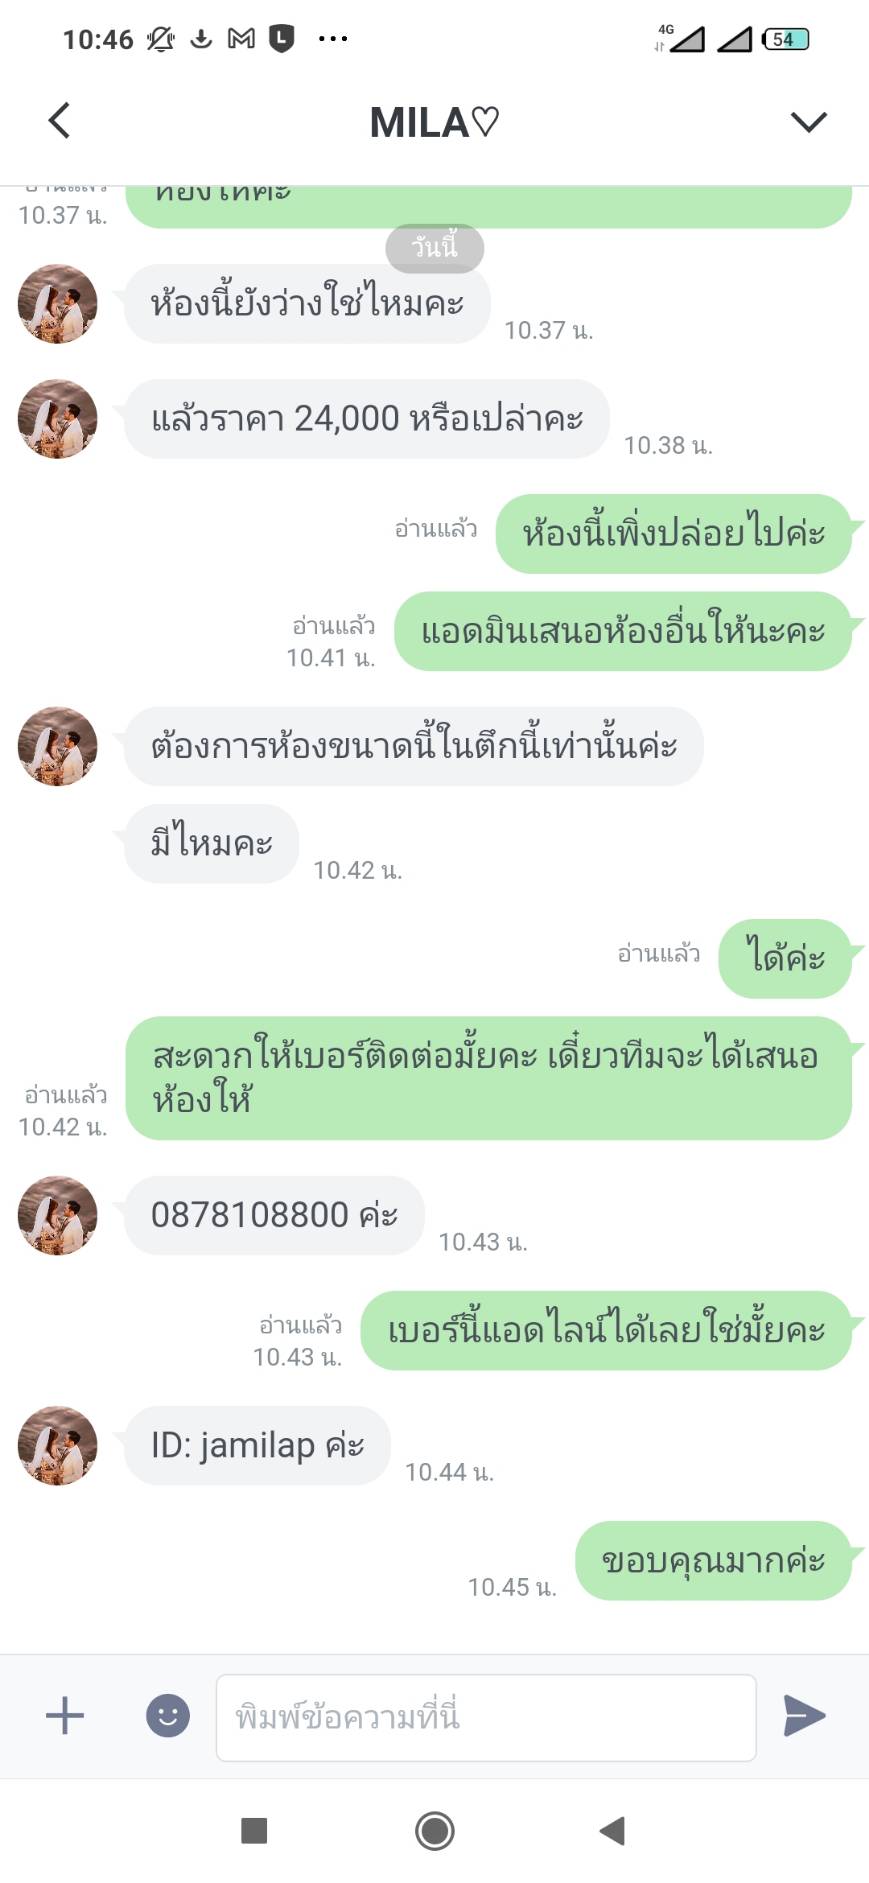 10:46
4G
54
MILA♡
อ่านแล้ว
ห้องให้คะ
10.37 น.
วันนี้
ห้องนี้ยังว่างใช่ไหมคะ
10.37 น.
แล้วราคา 24,000 หรือเปล่าคะ
10.38 น.
อ่านแล้ว
ห้องนี้เพิ่งปล่อยไปค่ะ
อ่านแล้ว
แอดมินเสนอห้องอื่นให้นะคะ
10.41 น.
ต้องการห้องขนาดนี้ในตึกนี้เท่านั้นค่ะ
มีไหมคะ
10.42 น.
อ่านแล้ว
ได้ค่ะ
สะดวกให้เบอร์ติดต่อมั้ยคะ เดี๋ยวทีมจะได้เสนอ
ห้องให้
อ่านแล้ว
10.42 น.
0878108800 ค่ะ
10.43 น.
อ่านแล้ว
เบอร์นี้แอดไลน์ได้เลยใช่มั้ยคะ
10.43 น.
ID: jamilap ค่ะ
10.44 น.
ขอบคุณมากค่ะ
10.45 น.
พิมพ์ข้อความที่นี่